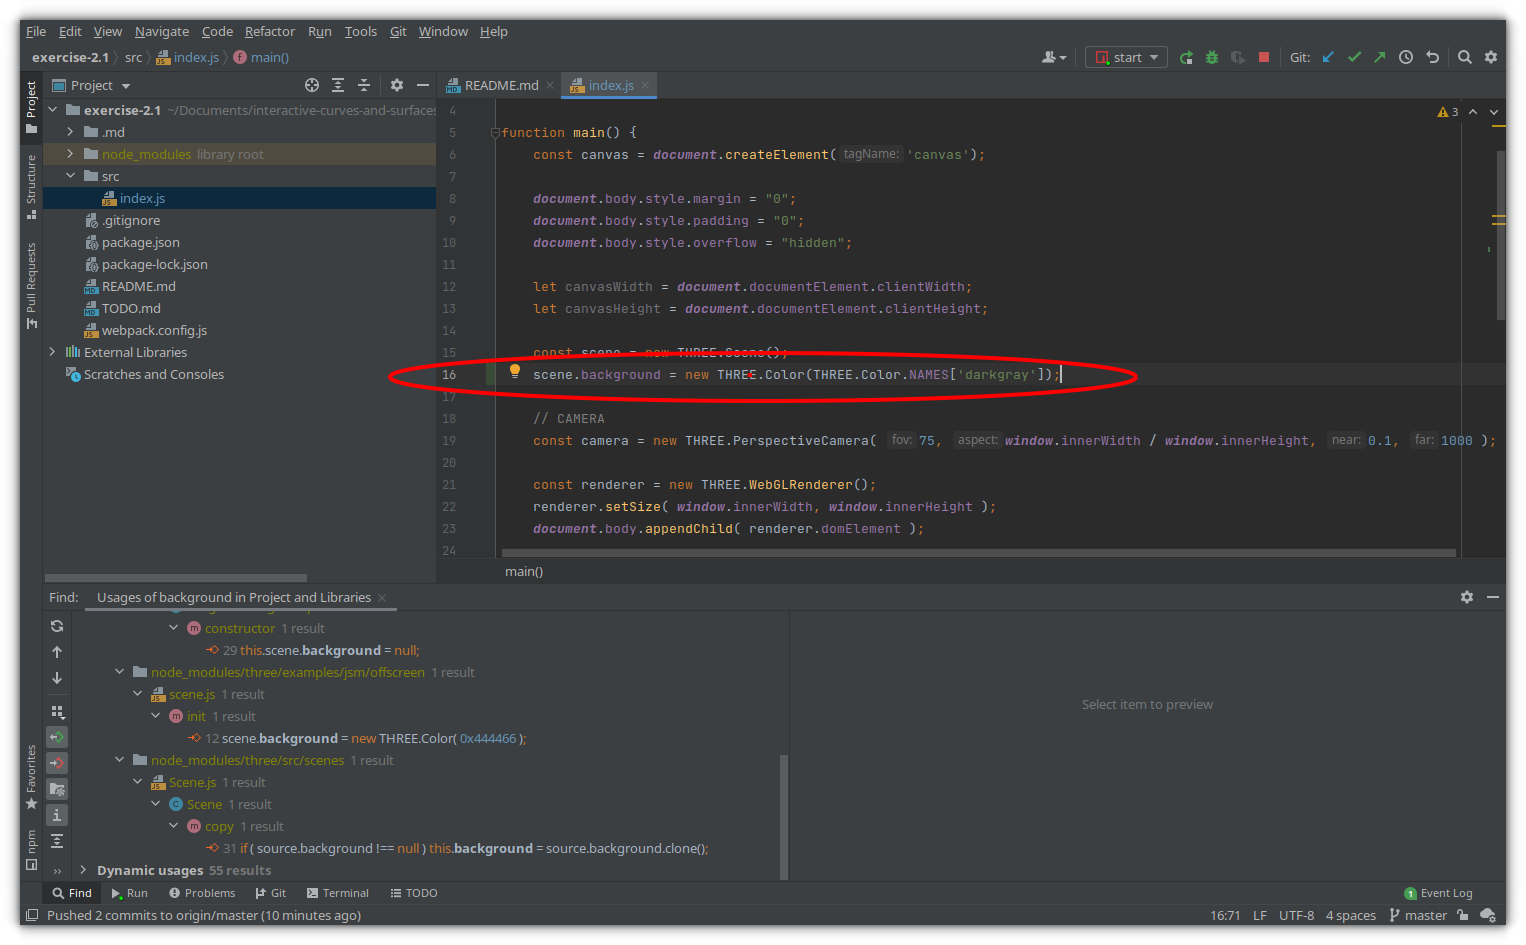 File Edit View Navigate Code Refactor Run Tools Git Window Help
exercise-2.1 src index.js main()
start Git:
Project
README.md index.js
exercise-2.1 ~/Documents/interactive-curves-and-surfaces
.md
node_modules library root
src
index.js
.gitignore
package.json
package-lock.json
README.md
TODO.md
webpack.config.js
External Libraries
Scratches and Consoles
Project
Structure
Pull Requests
Favorites
npm
3
4
5 function main() {
6 const canvas = document.createElement( tagName: 'canvas');
7
8 document.body.style.margin = "0";
9 document.body.style.padding = "0";
10 document.body.style.overflow = "hidden";
11
12 let canvasWidth = document.documentElement.clientWidth;
13 let canvasHeight = document.documentElement.clientHeight;
14
15 const scene = new THREE.Scene();
16 scene.background = new THREE.Color(THREE.Color.NAMES['darkgray']);
17
18 // CAMERA
19 const camera = new THREE.PerspectiveCamera( fov: 75, aspect: window.innerWidth / window.innerHeight, near: 0.1, far: 1000 );
20
21 const renderer = new THREE.WebGLRenderer();
22 renderer.setSize( window.innerWidth, window.innerHeight );
23 document.body.appendChild( renderer.domElement );
24
main()
Find: Usages of background in Project and Libraries
constructor 1 result
29 this.scene.background = null;
node_modules/three/examples/jsm/offscreen 1 result
scene.js 1 result
init 1 result
12 scene.background = new THREE.Color( 0x444466 );
node_modules/three/src/scenes 1 result
Scene.js 1 result
Scene 1 result
copy 1 result
31 if ( source.background !== null ) this.background = source.background.clone();
Dynamic usages 55 results
Select item to preview
Find Run Problems Git Terminal TODO
1 Event Log
Pushed 2 commits to origin/master (10 minutes ago)
16:71 LF UTF-8 4 spaces master